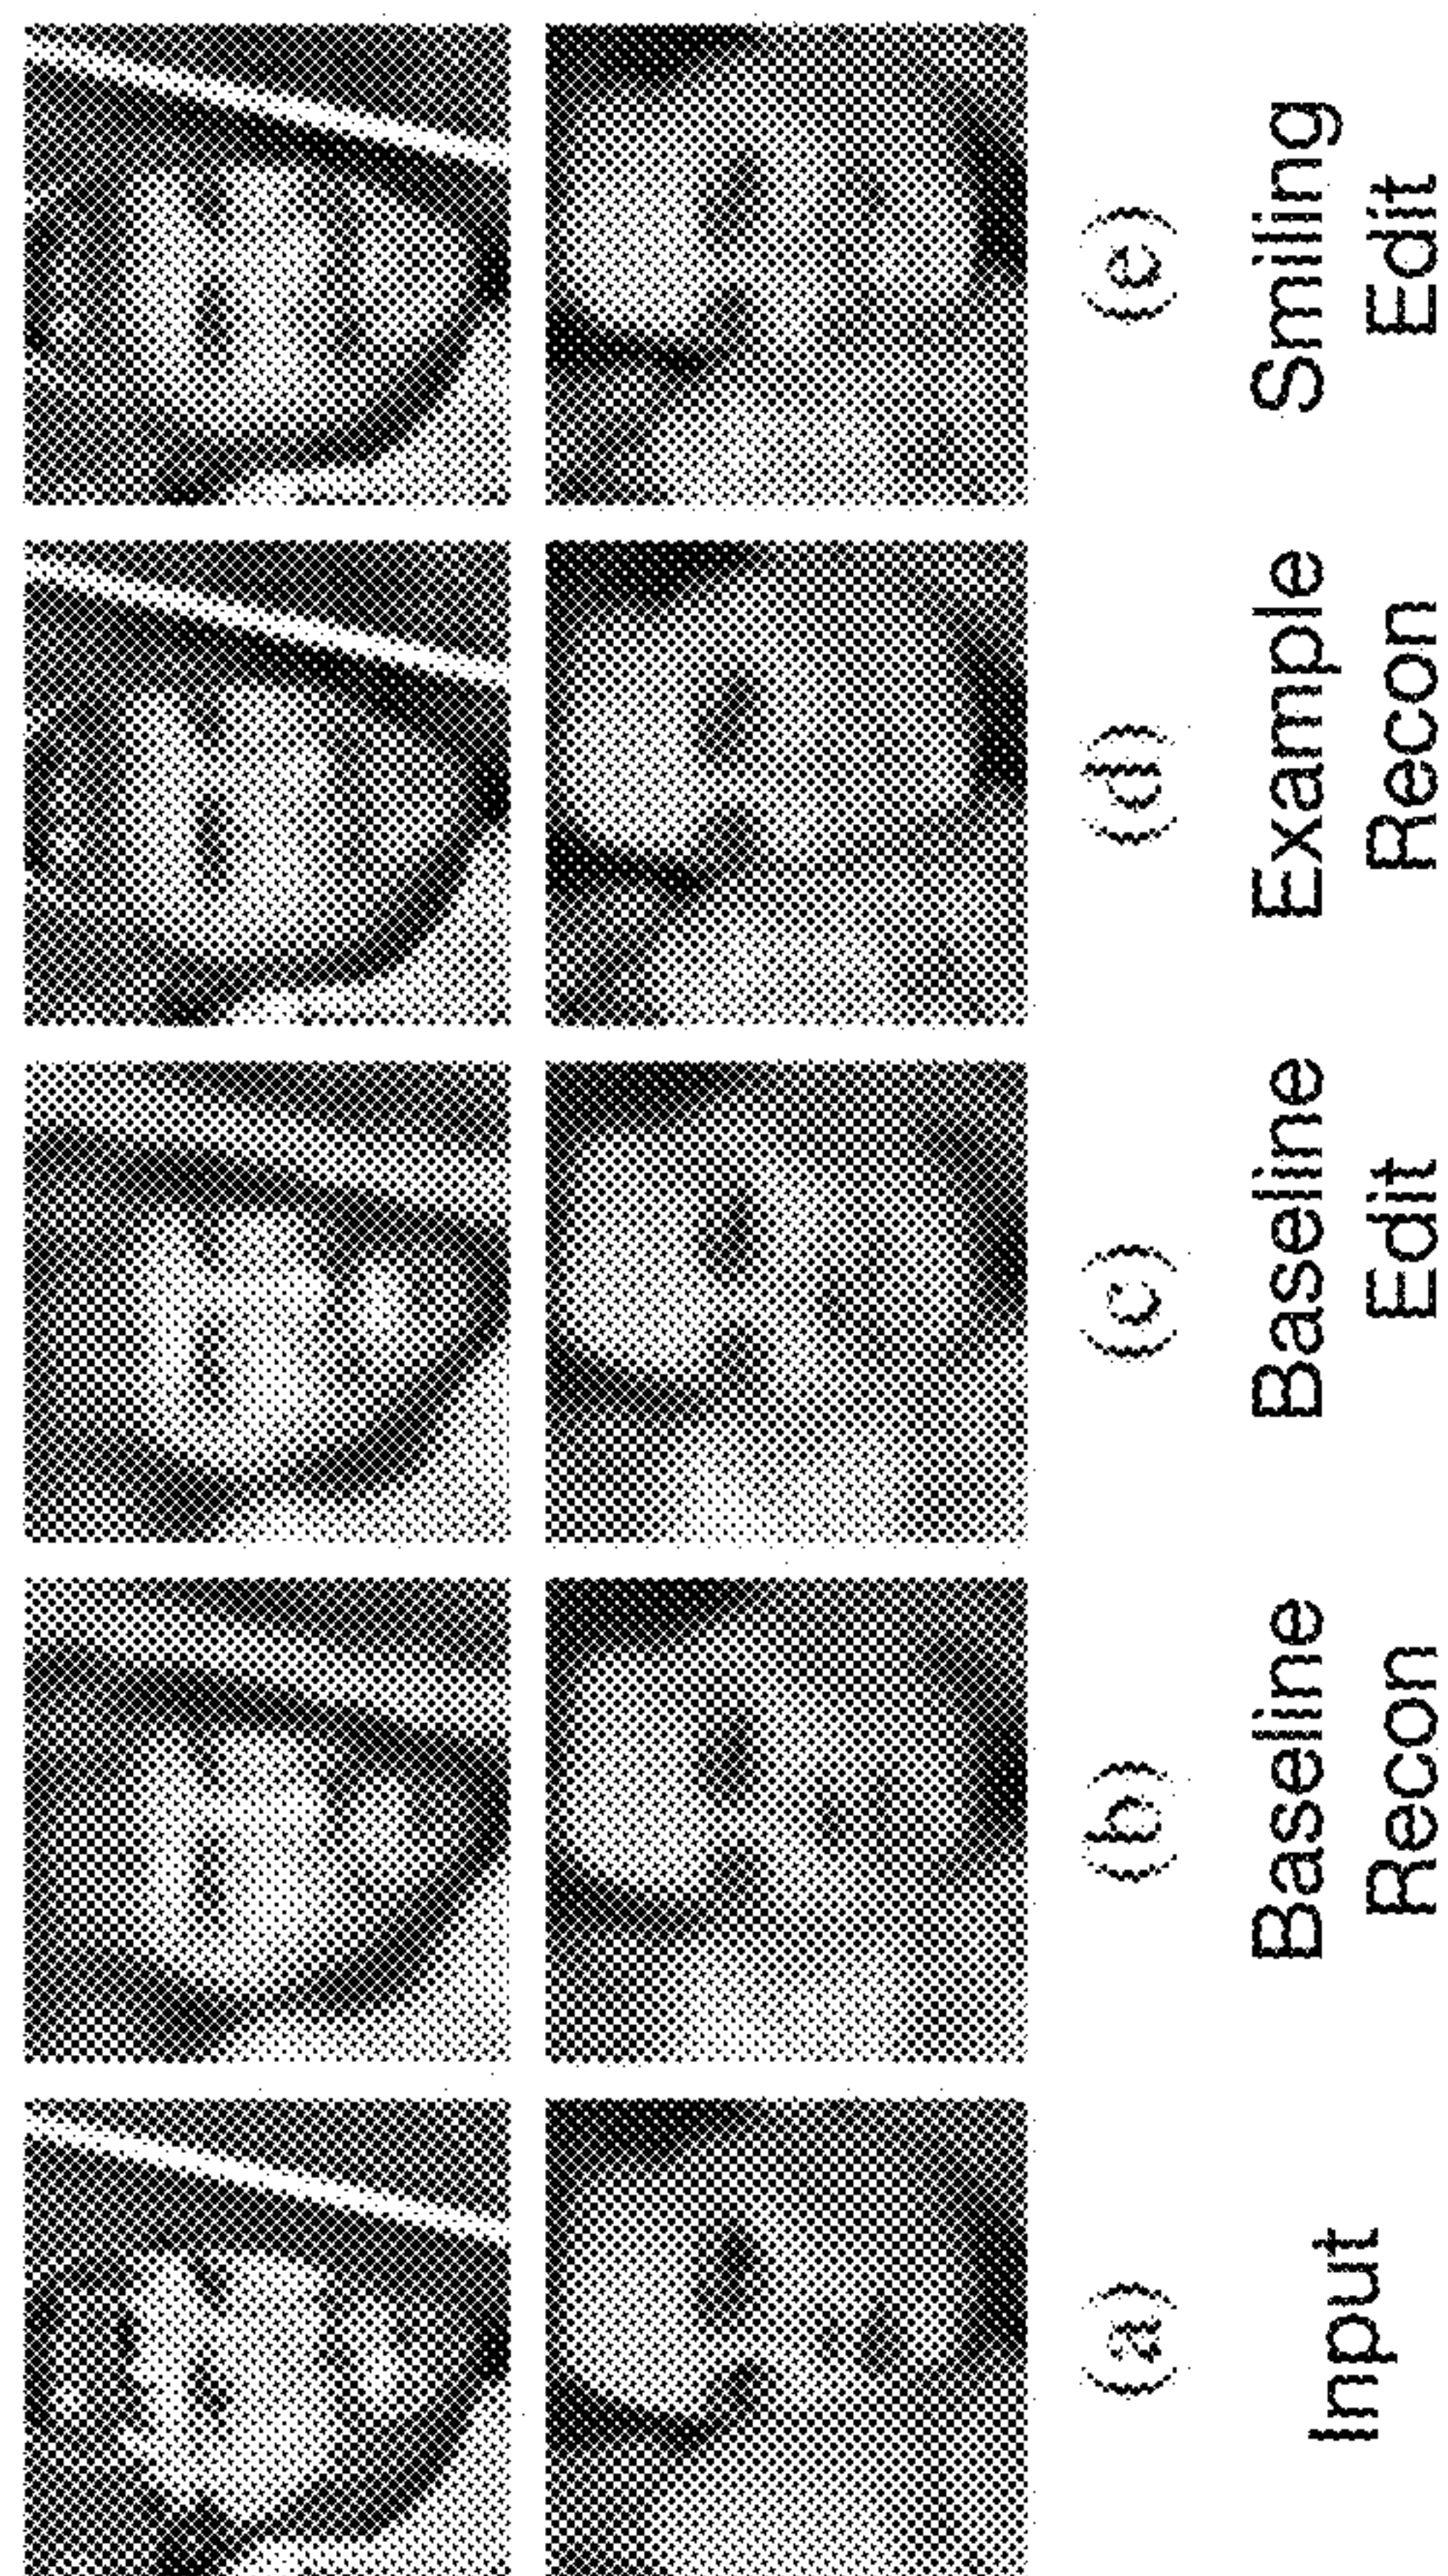 (a) (b) (c) (d) (e)
Input Baseline Baseline Example Smiling
Recon Edit Recon Edit